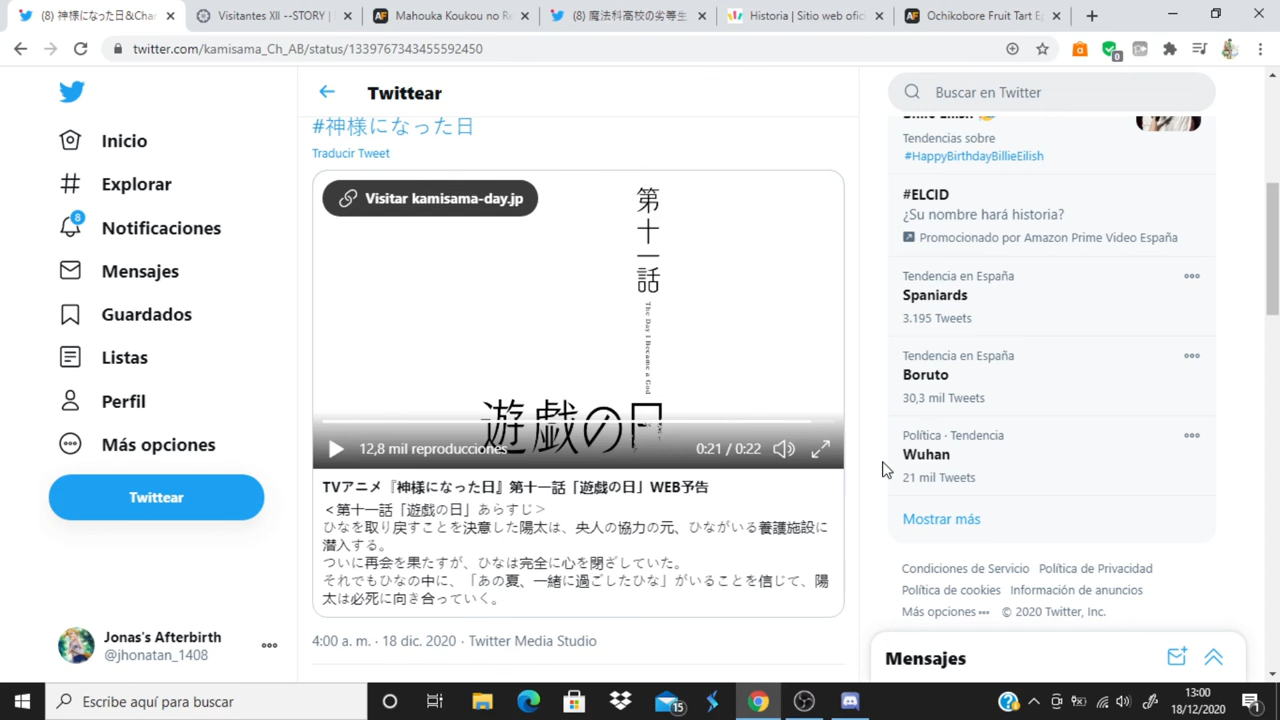 (8) 神様になった日&Char
Visitantes XII --STORY |
Mahouka Koukou no Re
(8) 魔法科高校の劣等生
Historia | Sitio web ofic
Ochikobore Fruit Tart Ep
twitter.com/kamisama_Ch_AB/status/1339767343455592450
0
Twittear
Buscar en Twitter
Inicio
Explorar
8
Notificaciones
Mensajes
Guardados
Listas
Perfil
Más opciones
Twittear
Jonas's Afterbirth
@jhonatan_1408
#神様になった日
Traducir Tweet
Visitar kamisama-day.jp
第十一話
The Day I Became a God
遊戯の日
12,8 mil reproducciones
0:21 / 0:22
TVアニメ『神様になった日』第十一話「遊戯の日」WEB予告
＜第十一話「遊戯の日」あらすじ＞
ひなを取り戻すことを決意した陽太は、央人の協力の元、ひながいる養護施設に
潜入する。
ついに再会を果たすが、ひなは完全に心を閉ざしていた。
それでもひなの中に、「あの夏、一緒に過ごしたひな」がいることを信じて、陽
太は必死に向き合っていく。
4:00 a. m. · 18 dic. 2020 · Twitter Media Studio
Tendencias sobre
#HappyBirthdayBillieEilish
#ELCID
¿Su nombre hará historia?
Promocionado por Amazon Prime Video España
Tendencia en España
Spaniards
3.195 Tweets
Tendencia en España
Boruto
30,3 mil Tweets
Política · Tendencia
Wuhan
21 mil Tweets
Mostrar más
Condiciones de Servicio Política de Privacidad
Política de cookies Información de anuncios
Más opciones © 2020 Twitter, Inc.
Mensajes
Escribe aquí para buscar
15
13:00
18/12/2020
1